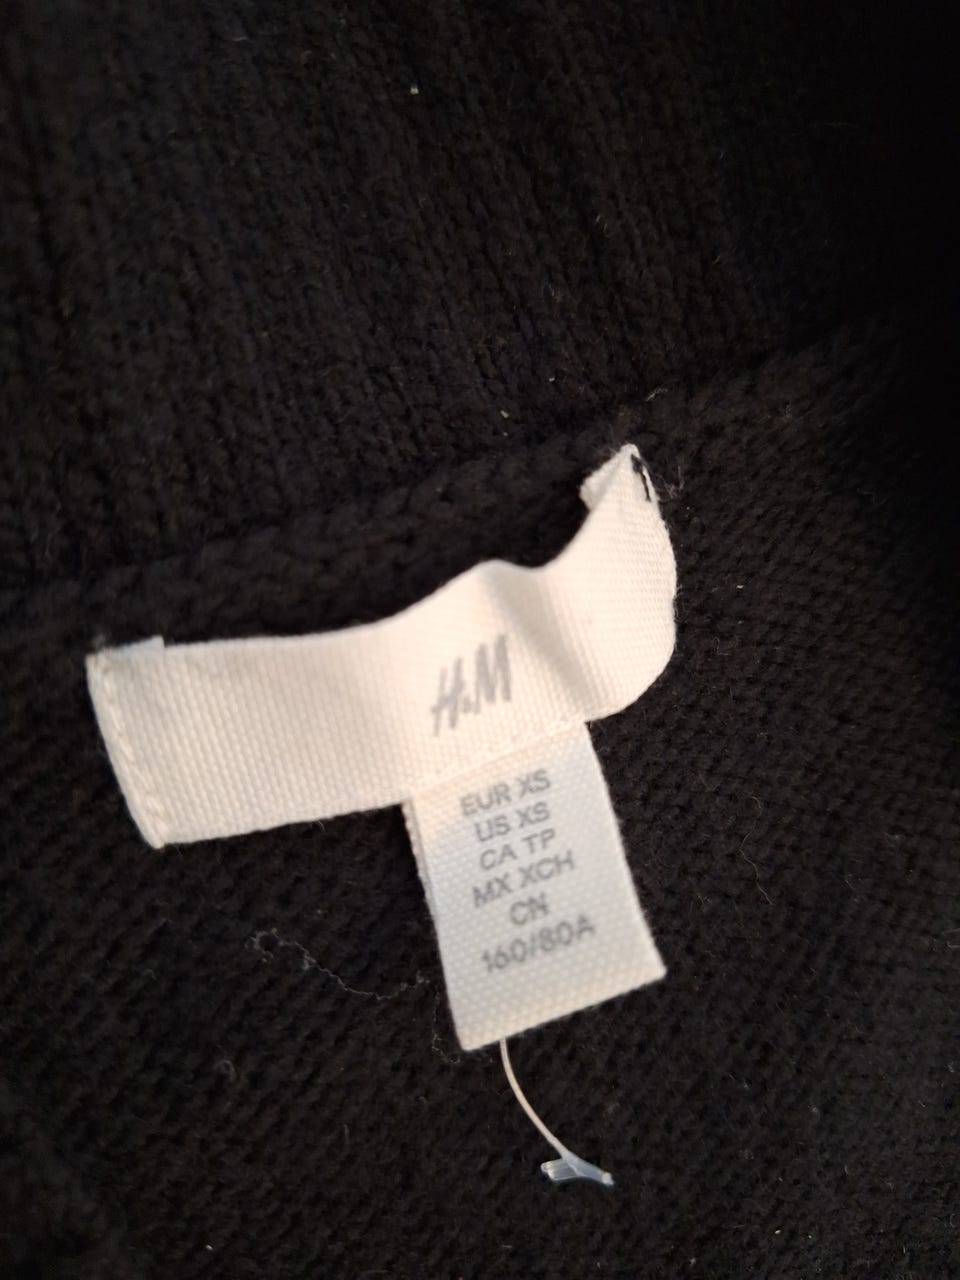 H&M
EUR XS
US XS
CA TP
MX XCH
CN
160/80A